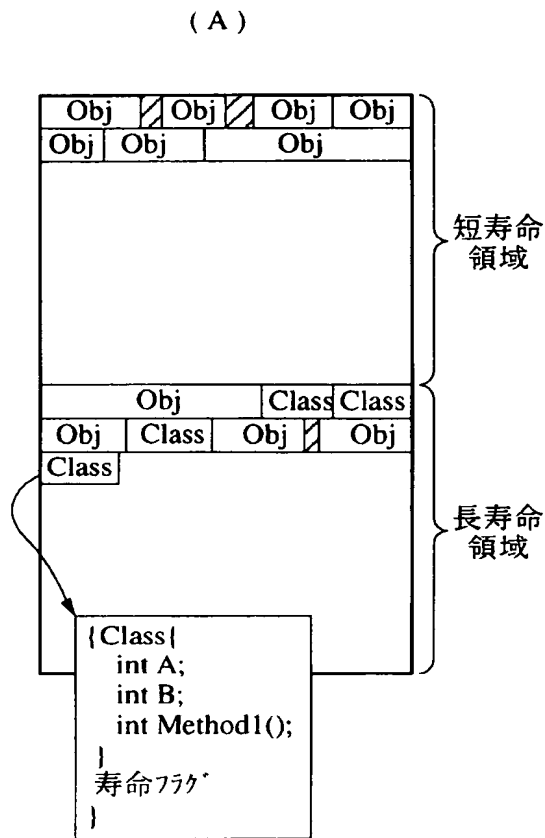 (A)
Obj Obj Obj Obj
Obj Obj Obj
短寿命
領域
Obj Class Class
Obj Class Obj Obj
Class
長寿命
領域
{Class{
int A;
int B;
int Method1();
}
寿命フラグ
}